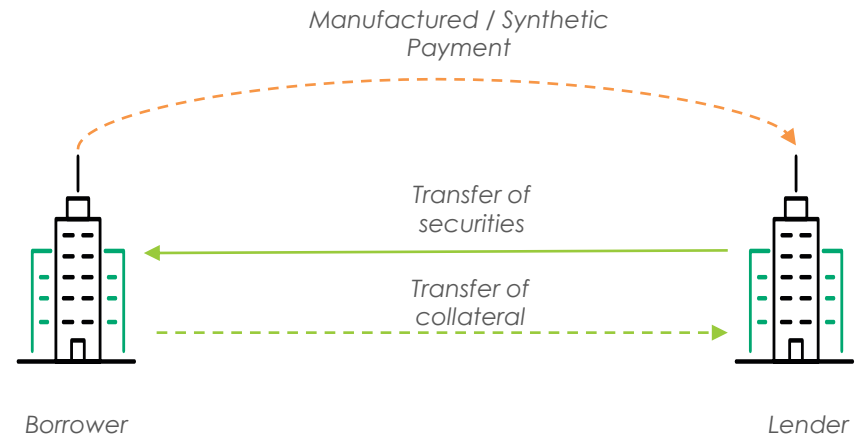 Manufactured / Synthetic
Payment
Transfer of
securities
Transfer of
collateral
Borrower
Lender